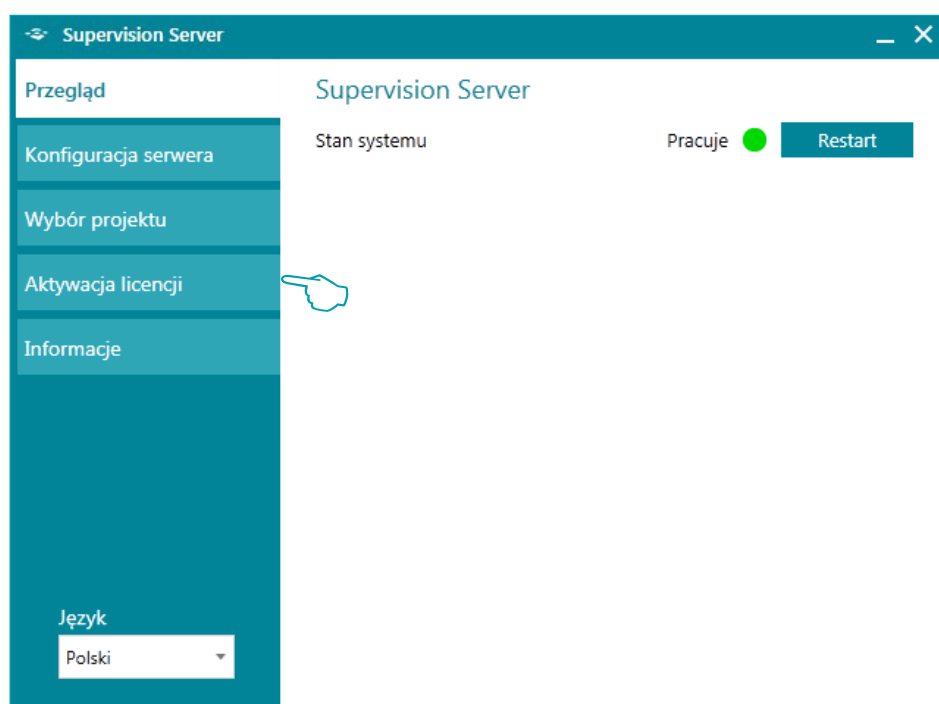 Supervision Server
Przegląd
Konfiguracja serwera
Wybór projektu
Aktywacja licencji
Informacje
Język
Polski
Supervision Server
Stan systemu Pracuje Restart